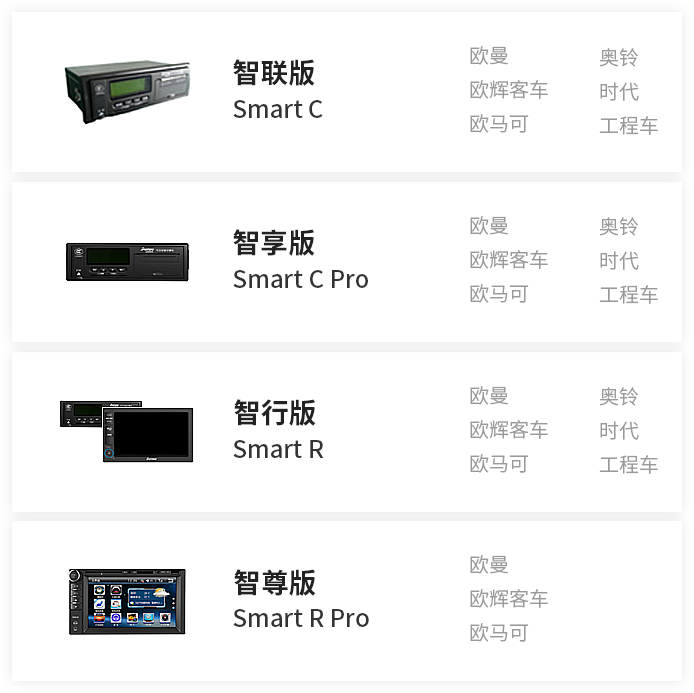 智联版
Smart C
欧曼
奥铃
欧辉客车
时代
欧马可
工程车
智享版
Smart C Pro
欧曼
奥铃
欧辉客车
时代
欧马可
工程车
智行版
Smart R
欧曼
奥铃
欧辉客车
时代
欧马可
工程车
智尊版
Smart R Pro
欧曼
欧辉客车
欧马可